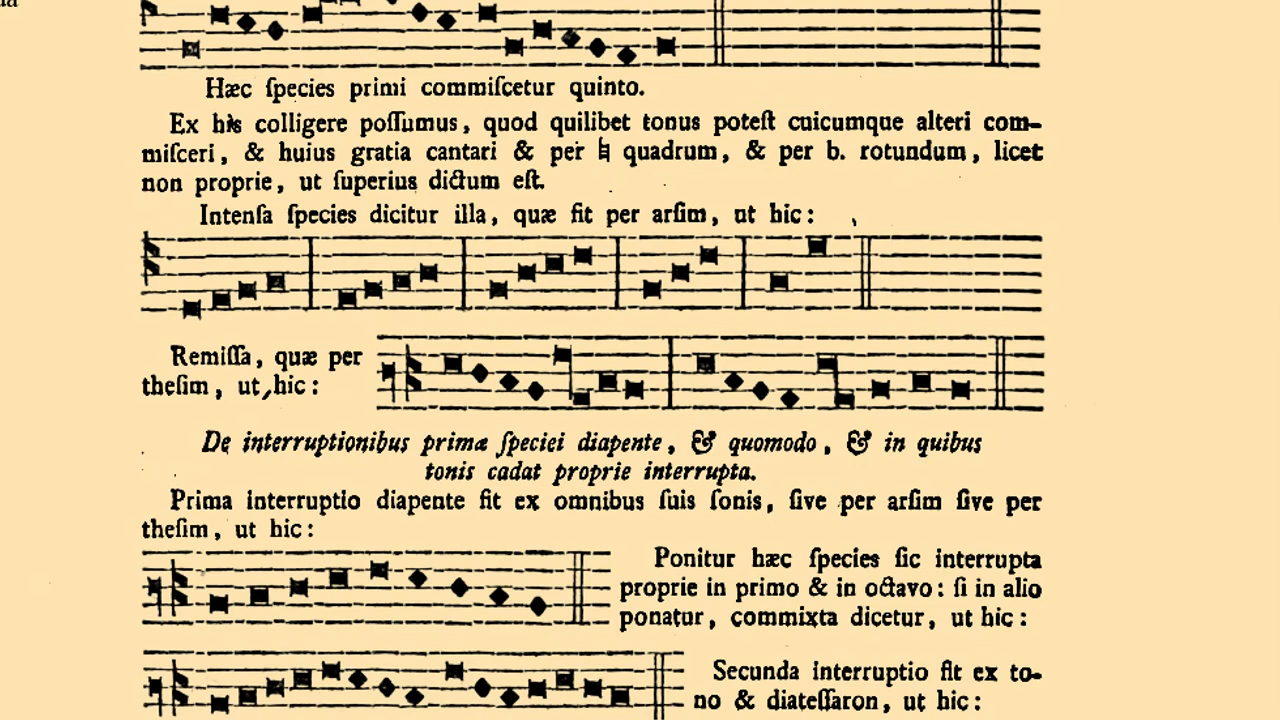 Hæc ſpecies primi commiſcetur quinto.
Ex his colligere poſſumus, quod quilibet tonus poteſt cuicumque alteri com-
miſceri, & huius gratia cantari & per ♮ quadrum, & per b. rotundum, licet
non proprie, ut ſuperius dictum eſt.
Intenſa ſpecies dicitur illa, quæ fit per arſim, ut hic:
Remiſſa, quæ per
theſim, ut hic:
De interruptionibus primæ ſpeciei diapente, & quomodo, & in quibus
tonis cadat proprie interrupta.
Prima interruptio diapente fit ex omnibus ſuis ſonis, ſive per arſim ſive per
theſim, ut hic:
Ponitur hæc ſpecies ſic interrupta
proprie in primo & in octavo: ſi in alio
ponatur, commixta dicetur, ut hic:
Secunda interruptio fit ex to-
no & diateſſaron, ut hic: